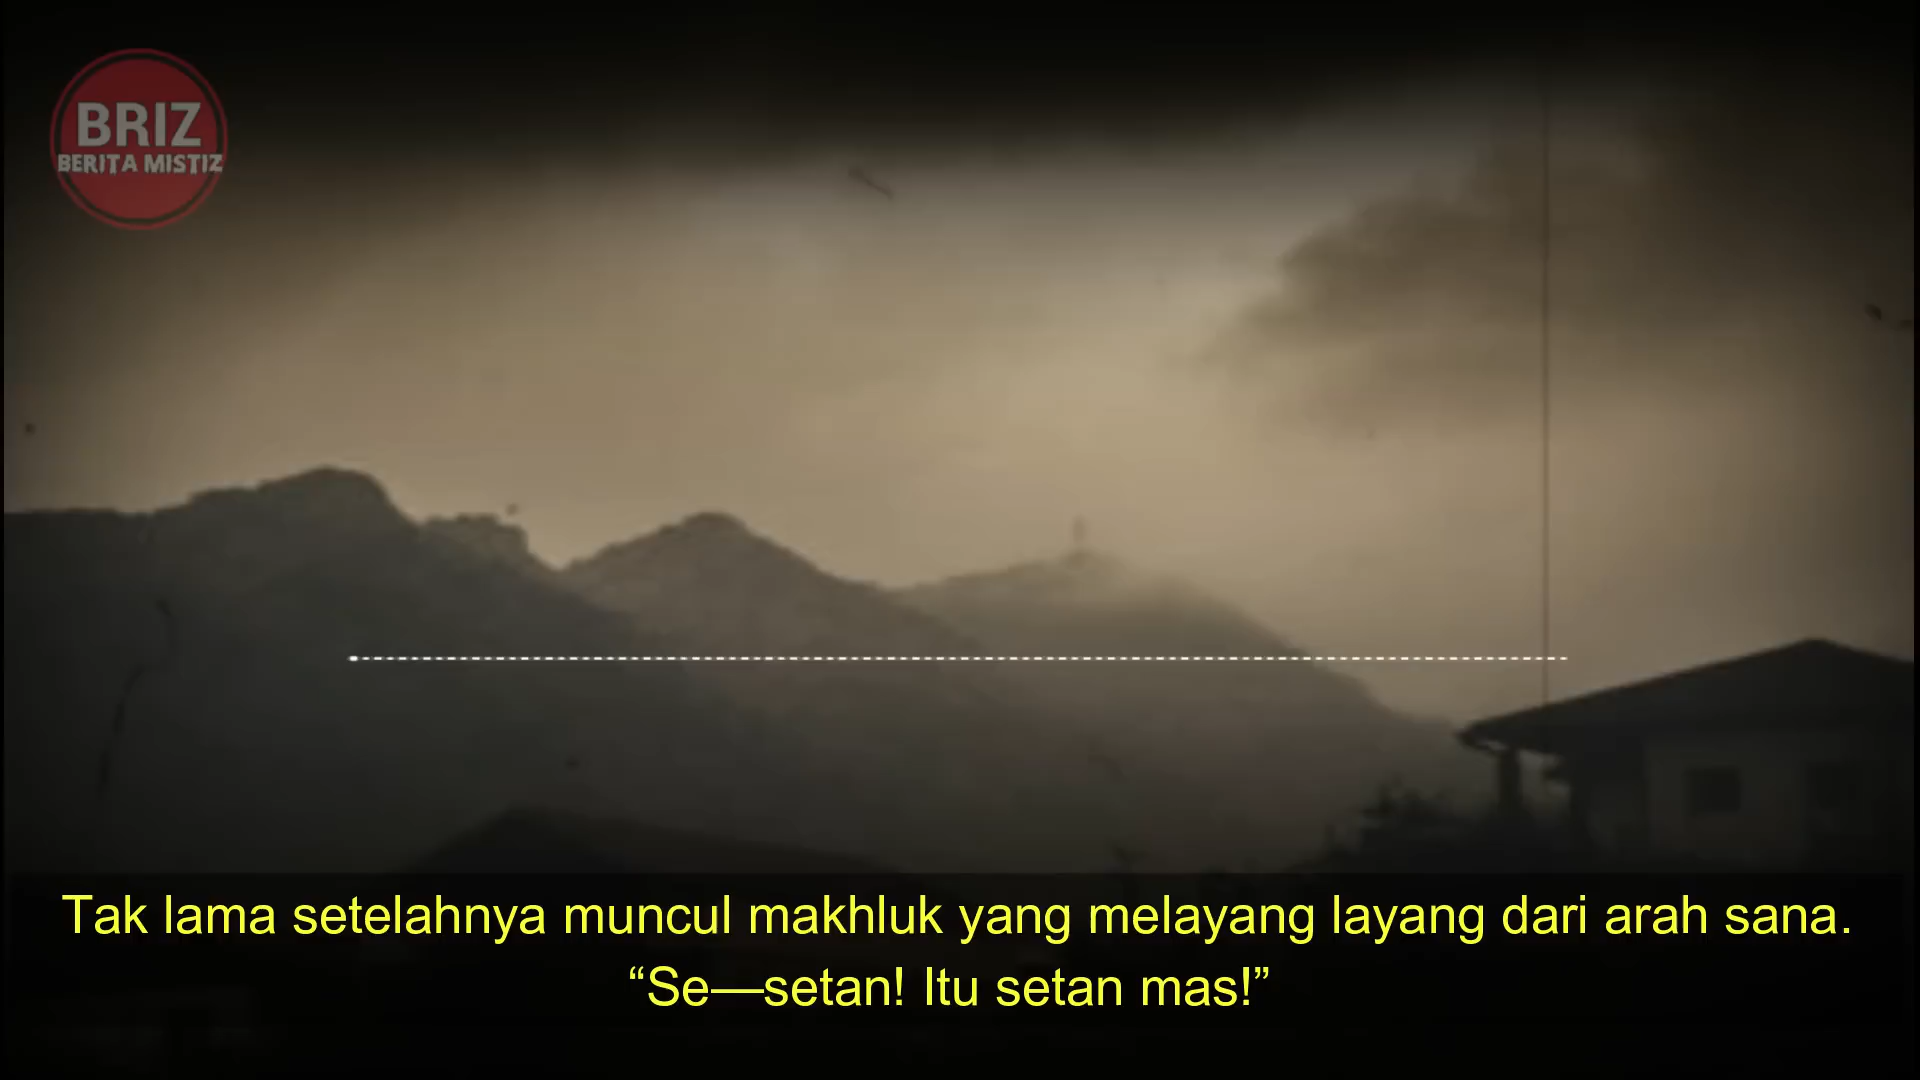 BRIZ
BERITA MISTIZ
Tak lama setelahnya muncul makhluk yang melayang layang dari arah sana.
“Se—setan! Itu setan mas!”